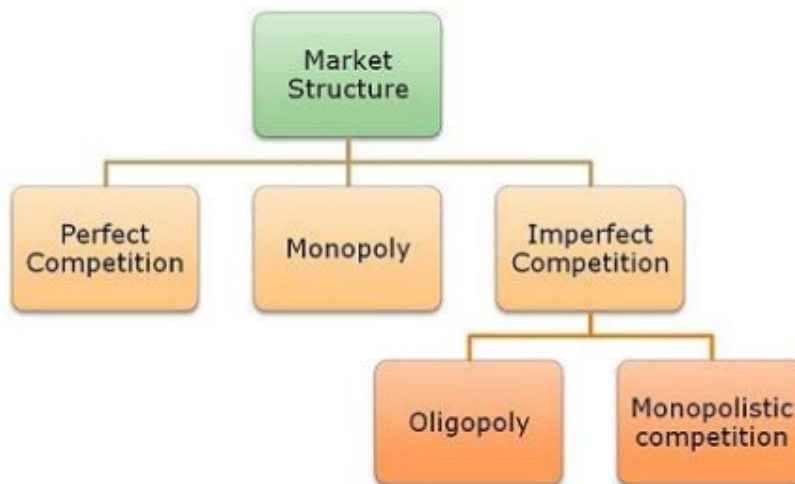 Market
Structure
Perfect
Competition
Monopoly
Imperfect
Competition
Oligopoly
Monopolistic
competition